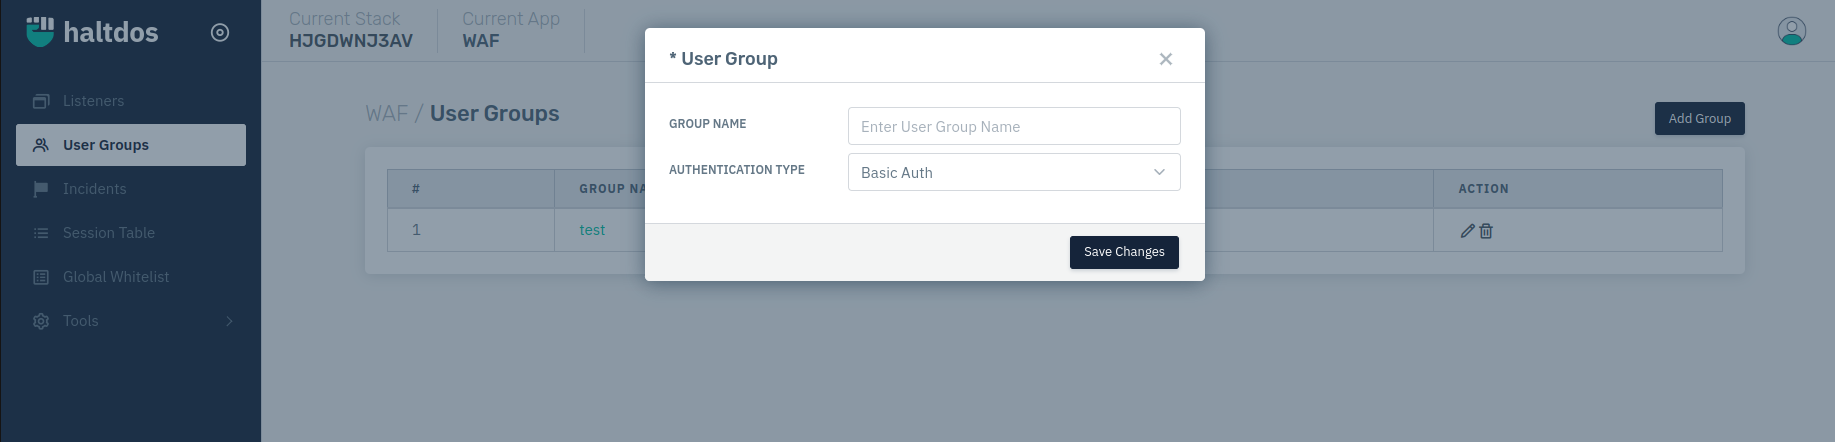 haltdos
Current Stack
HJGDWNJ3AV
Current App
WAF
Listeners
User Groups
Incidents
Session Table
Global Whitelist
Tools
WAF / User Groups
Add Group
# GROUP NA ACTION
1 test
* User Group
GROUP NAME Enter User Group Name
AUTHENTICATION TYPE Basic Auth
Save Changes